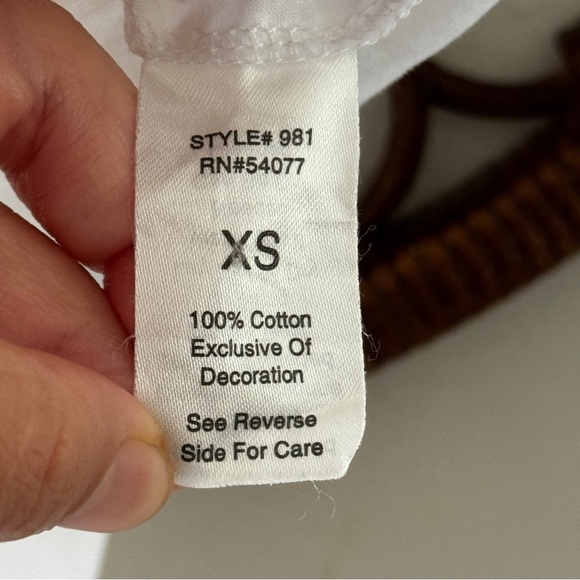 STYLE# 981
RN#54077
XS
100% Cotton
Exclusive Of
Decoration
See Reverse
Side For Care